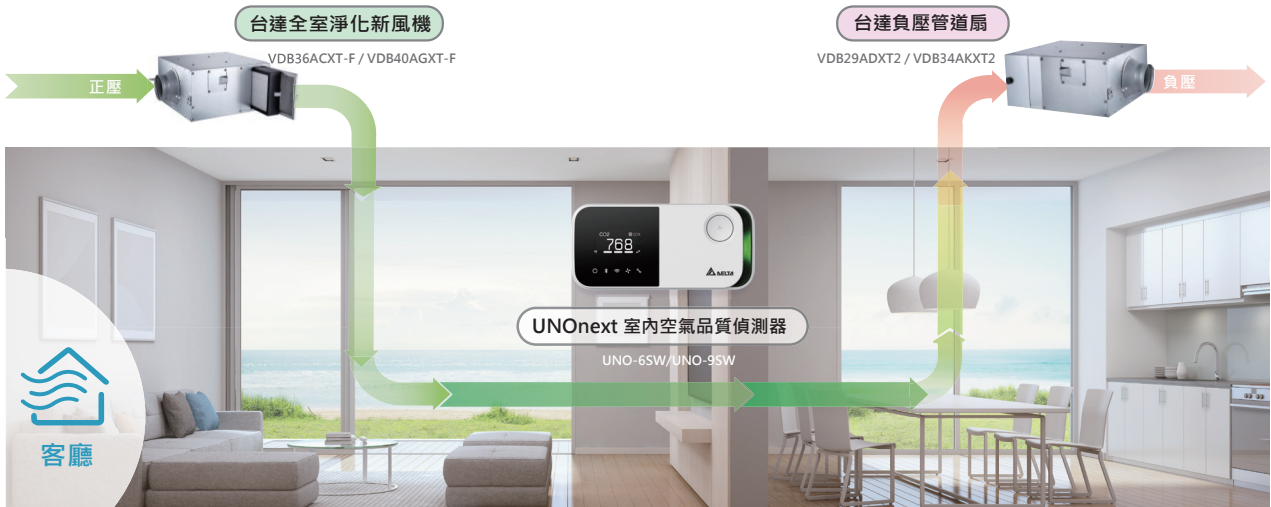 台達全室淨化新風機
VDB36ACXT-F / VDB40AGXT-F
台達負壓管道扇
VDB29ADXT2 / VDB34AKXT2
正壓
負壓
CO2
768
DELTA
UNOnext 室內空氣品質偵測器
UNO-6SW/UNO-9SW
客廳